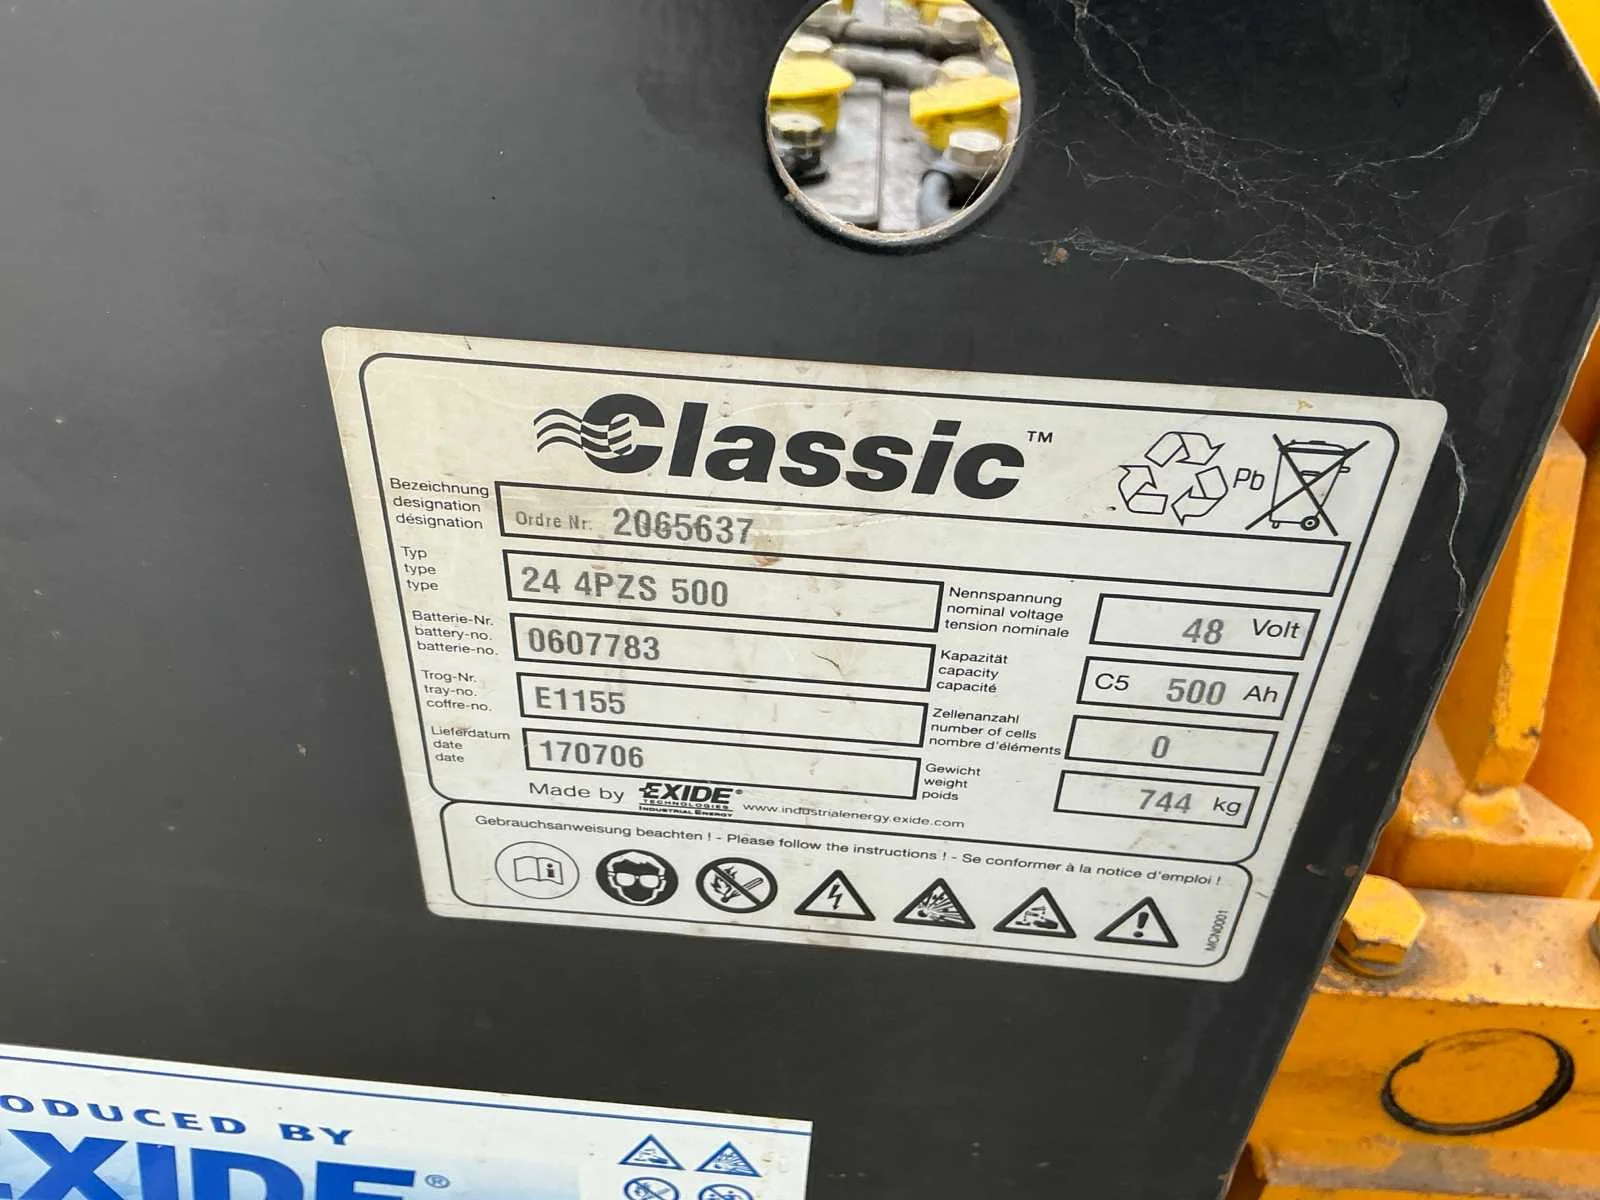 Classic™
Pb
Bezeichnung
designation
désignation
Ordre Nr: 2065637
Typ
type
type
24 4PZS 500
Nennspannung
nominal voltage
tension nominale
48 Volt
Batterie-Nr.
battery-no.
batterie-no.
0607783
Kapazität
capacity
capacité
C5 500 Ah
Trog-Nr.
tray-no.
coffre-no.
E1155
Zellenanzahl
number of cells
nombre d'éléments
0
Lieferdatum
date
date
170706
Gewicht
weight
poids
744 kg
Made by EXIDE®
TECHNOLOGIES
INDUSTRIAL ENERGY
www.industrialenergy.exide.com
Gebrauchsanweisung beachten ! - Please follow the instructions ! - Se conformer à la notice d'emploi !
MCN0001
ODUCED BY
XIDE®